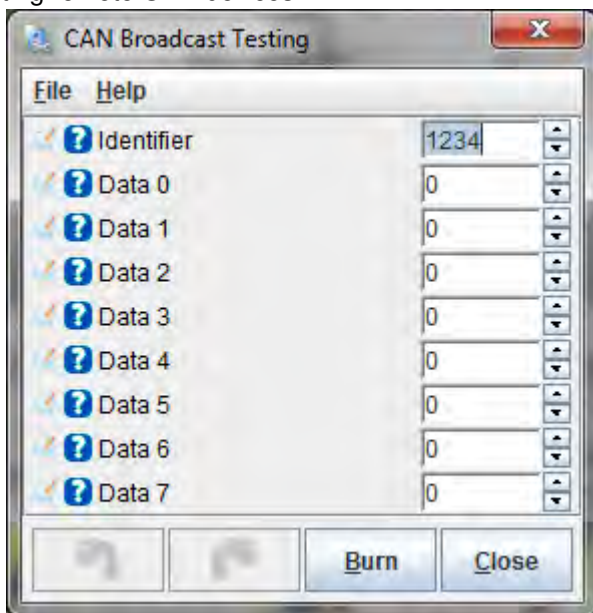 CAN Broadcast Testing
File Help
Identifier 1234
Data 0 0
Data 1 0
Data 2 0
Data 3 0
Data 4 0
Data 5 0
Data 6 0
Data 7 0
Burn Close